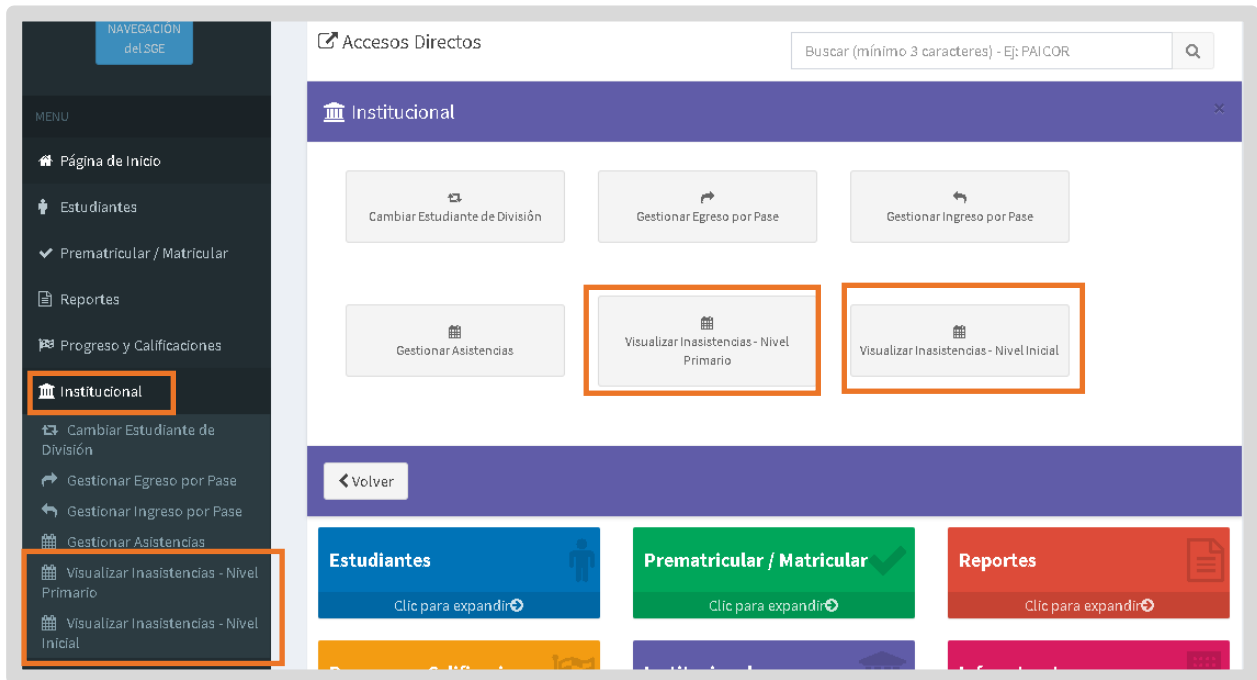 NAVEGACIÓN
del SGE
MENU
Página de Inicio
Estudiantes
Prematricular / Matricular
Reportes
Progreso y Calificaciones
Institucional
Cambiar Estudiante de
División
Gestionar Egreso por Pase
Gestionar Ingreso por Pase
Gestionar Asistencias
Visualizar Inasistencias - Nivel
Primario
Visualizar Inasistencias - Nivel
Inicial
Accesos Directos
Buscar (mínimo 3 caracteres) - Ej: PAICOR
Institucional
×
Cambiar Estudiante de División
Gestionar Egreso por Pase
Gestionar Ingreso por Pase
Gestionar Asistencias
Visualizar Inasistencias - Nivel
Primario
Visualizar Inasistencias - Nivel Inicial
Volver
Estudiantes
Clic para expandir
Prematricular / Matricular
Clic para expandir
Reportes
Clic para expandir